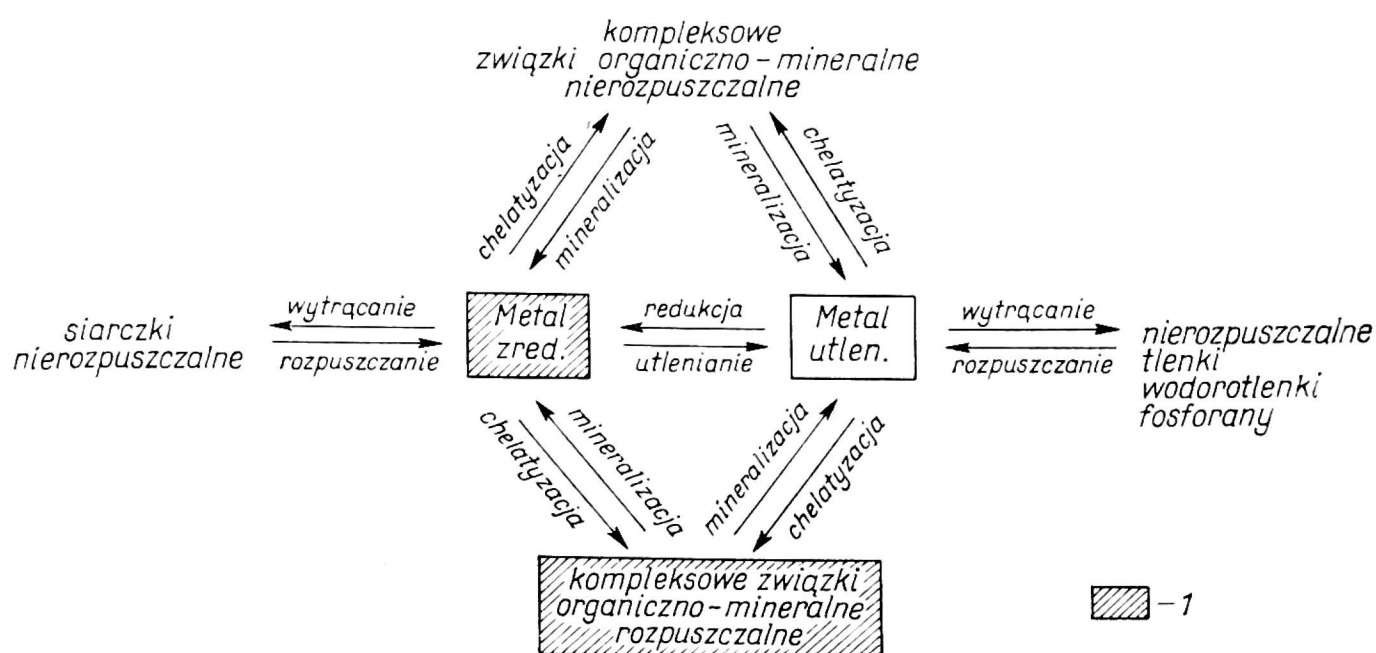 kompleksowe
związki organiczno-mineralne
nierozpuszczalne
chelatyzacja
mineralizacja
mineralizacja
chelatyzacja
siarczki
nierozpuszczalne
wytrącanie
rozpuszczanie
Metal
zred.
redukcja
utlenianie
Metal
utlen.
wytrącanie
rozpuszczanie
nierozpuszczalne
tlenki
wodorotlenki
fosforany
chelatyzacja
mineralizacja
mineralizacja
chelatyzacja
kompleksowe związki
organiczno-mineralne
rozpuszczalne
-1